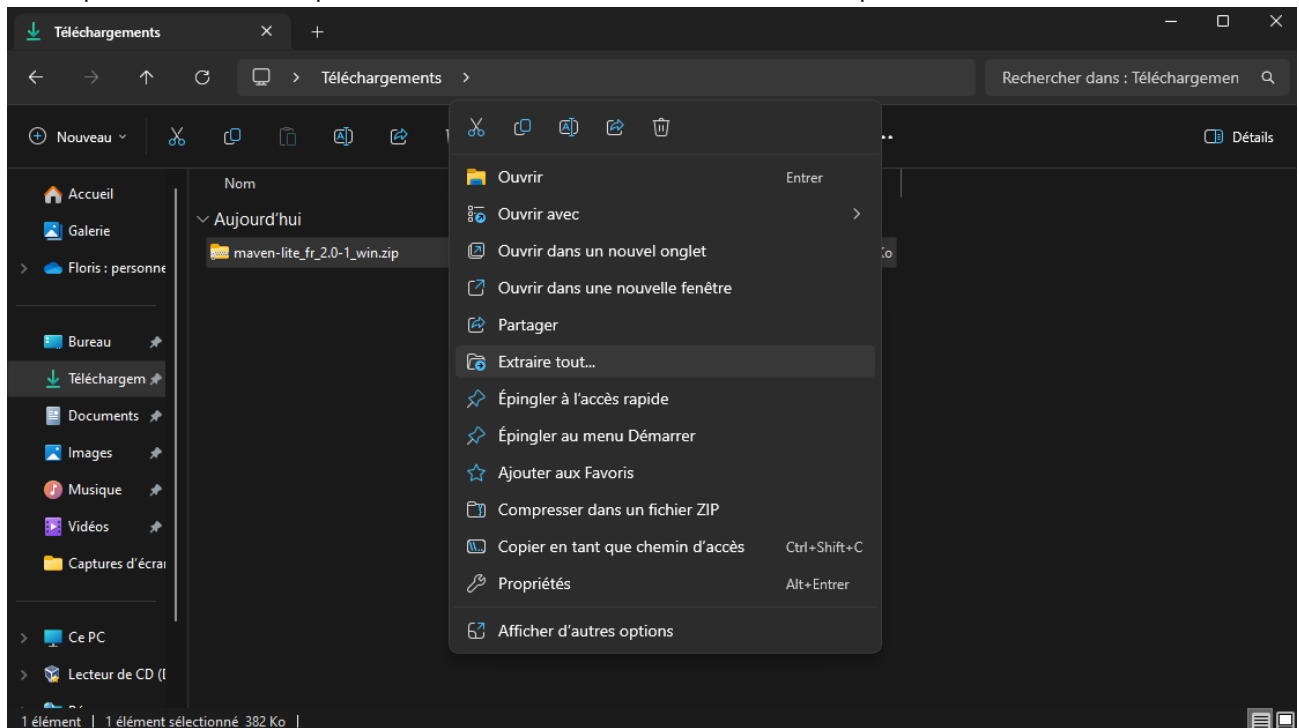 Téléchargements
Téléchargements
Rechercher dans : Téléchargemen
Nouveau
Détails
Accueil
Galerie
Floris : personne
Bureau
Téléchargem
Documents
Images
Musique
Vidéos
Captures d'écra
Ce PC
Lecteur de CD (
Nom
Aujourd'hui
maven-lite_fr_2.0-1_win.zip
Ko
Ouvrir Entrer
Ouvrir avec
Ouvrir dans un nouvel onglet
Ouvrir dans une nouvelle fenêtre
Partager
Extraire tout...
Épingler à l'accès rapide
Épingler au menu Démarrer
Ajouter aux Favoris
Compresser dans un fichier ZIP
Copier en tant que chemin d'accès Ctrl+Shift+C
Propriétés Alt+Entrer
Afficher d'autres options
1 élément | 1 élément sélectionné 382 Ko |